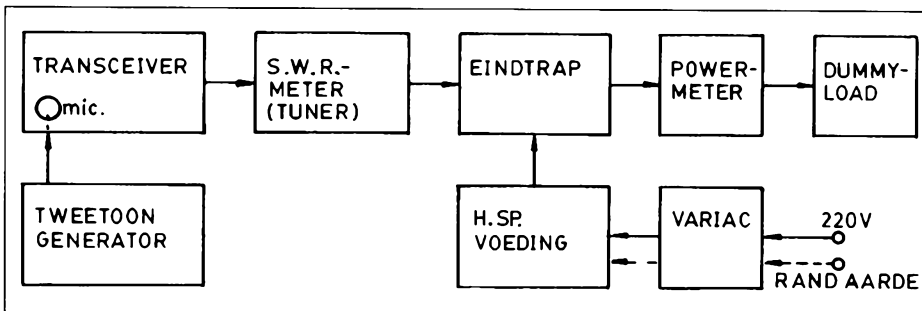 TRANSCEIVER
mic.
S.W.R.-
METER
(TUNER)
EINDTRAP
POWER-
METER
DUMMY-
LOAD
TWEETOON
GENERATOR
H.SP.
VOEDING
VARIAC
220V
RAND AARDE